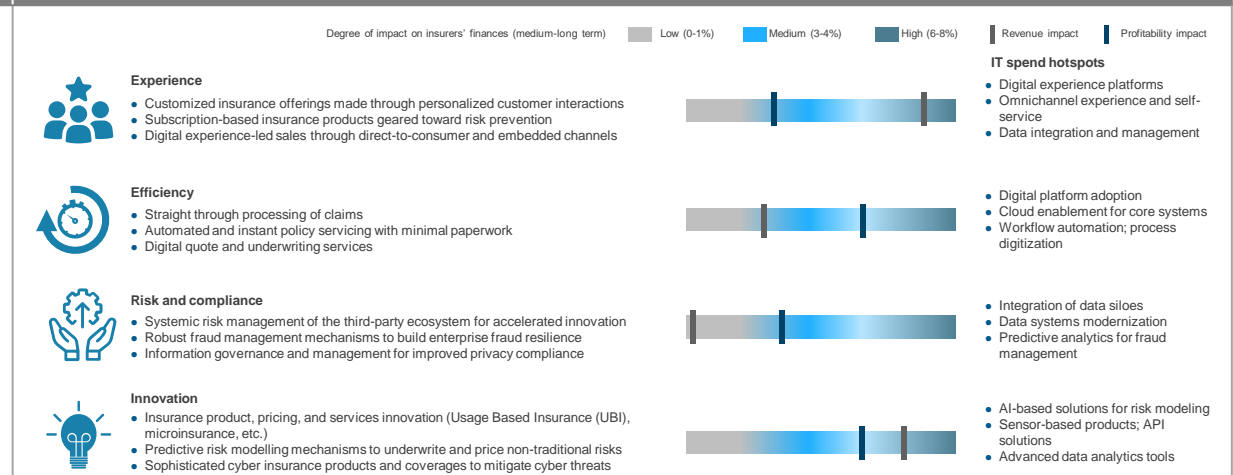 Degree of impact on insurers' finances (medium-long term)
Low (0-1%)
Medium (3-4%)
High (6-8%)
Revenue impact
Profitability impact
IT spend hotspots
Experience
● Customized insurance offerings made through personalized customer interactions
● Subscription-based insurance products geared toward risk prevention
● Digital experience-led sales through direct-to-consumer and embedded channels
● Digital experience platforms
● Omnichannel experience and self-
service
● Data integration and management
Efficiency
● Straight through processing of claims
● Automated and instant policy servicing with minimal paperwork
● Digital quote and underwriting services
● Digital platform adoption
● Cloud enablement for core systems
● Workflow automation; process
digitization
Risk and compliance
● Systemic risk management of the third-party ecosystem for accelerated innovation
● Robust fraud management mechanisms to build enterprise fraud resilience
● Information governance and management for improved privacy compliance
● Integration of data siloes
● Data systems modernization
● Predictive analytics for fraud
management
Innovation
● Insurance product, pricing, and services innovation (Usage Based Insurance (UBI),
microinsurance, etc.)
● Predictive risk modelling mechanisms to underwrite and price non-traditional risks
● Sophisticated cyber insurance products and coverages to mitigate cyber threats
● AI-based solutions for risk modeling
● Sensor-based products; API
solutions
● Advanced data analytics tools